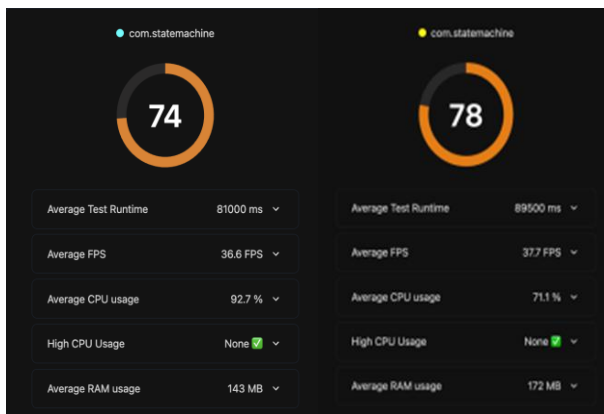 com.statemachine
74
Average Test Runtime 81000 ms
Average FPS 36.6 FPS
Average CPU usage 92.7 %
High CPU Usage None ✅
Average RAM usage 143 MB
com.statemachine
78
Average Test Runtime 89500 ms
Average FPS 37.7 FPS
Average CPU usage 71.1 %
High CPU Usage None ✅
Average RAM usage 172 MB